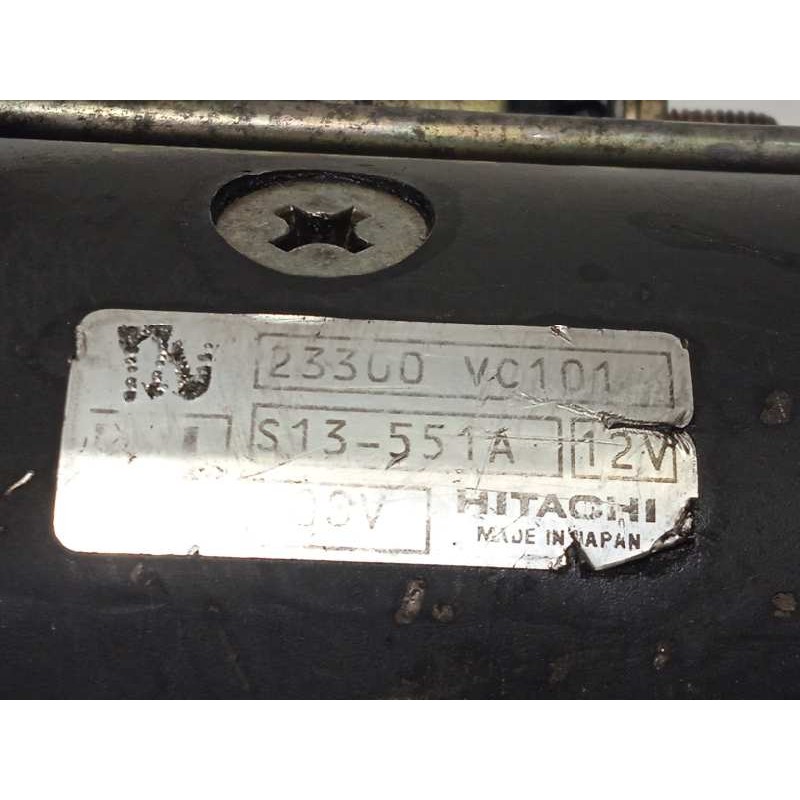 23300 VC101
S13-551A 12V
HITACHI
MADE IN JAPAN